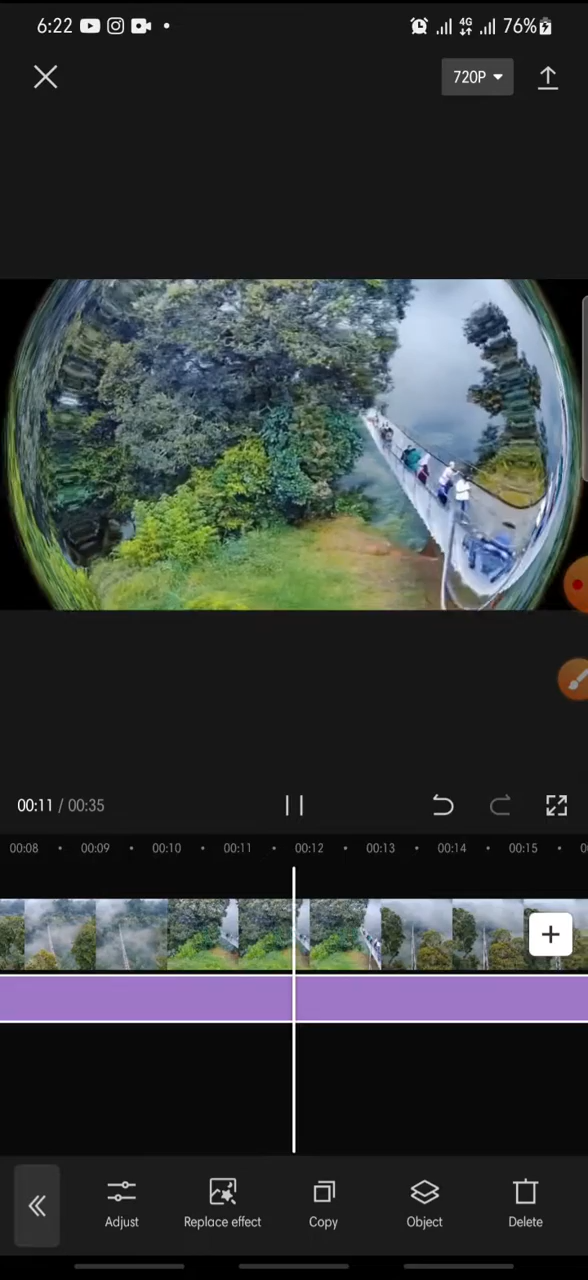 6:22 4G 76%
720P
00:11 / 00:35
00:08 00:09 00:10 00:11 00:12 00:13 00:14 00:15
Adjust Replace effect Copy Object Delete